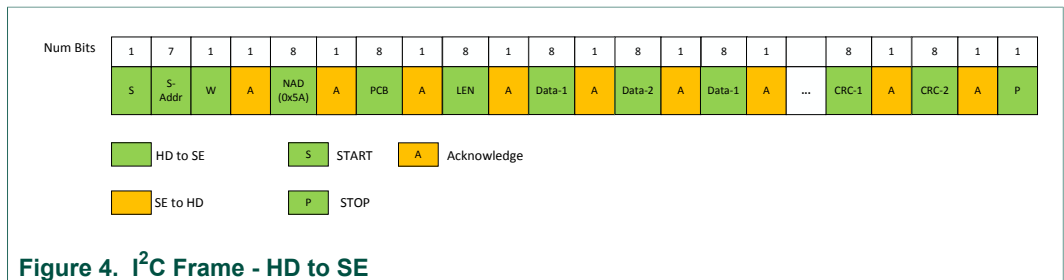 Num Bits 1 7 1 1 8 1 8 1 8 1 8 1 8 1 8 1 8 1 8 1 1
S S-Addr W A NAD (0x5A) A PCB A LEN A Data-1 A Data-2 A Data-1 A ... CRC-1 A CRC-2 A P
HD to SE S START A Acknowledge
SE to HD P STOP
Figure 4. I²C Frame - HD to SE